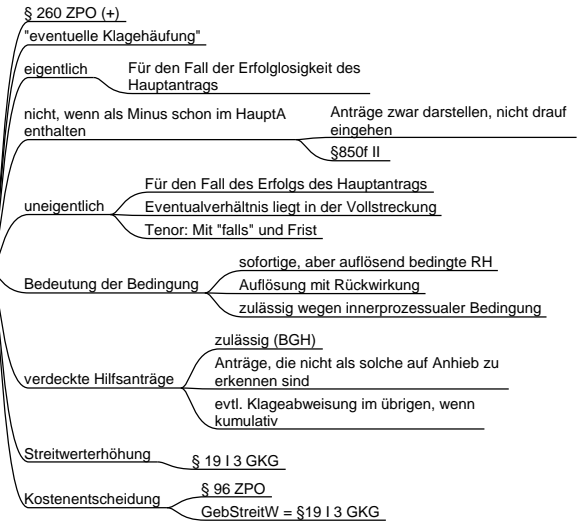 § 260 ZPO (+)
"eventuelle Klagehäufung"
eigentlich
Für den Fall der Erfolglosigkeit des
Hauptantrags
nicht, wenn als Minus schon im HauptA
enthalten
Anträge zwar darstellen, nicht drauf
eingehen
§850f II
uneigentlich
Für den Fall des Erfolgs des Hauptantrags
Eventualverhältnis liegt in der Vollstreckung
Tenor: Mit "falls" und Frist
Bedeutung der Bedingung
sofortige, aber auflösend bedingte RH
Auflösung mit Rückwirkung
zulässig wegen innerprozessualer Bedingung
verdeckte Hilfsanträge
zulässig (BGH)
Anträge, die nicht als solche auf Anhieb zu
erkennen sind
evtl. Klageabweisung im übrigen, wenn
kumulativ
Streitwerterhöhung
§ 19 I 3 GKG
Kostenentscheidung
§ 96 ZPO
GebStreitW = §19 I 3 GKG